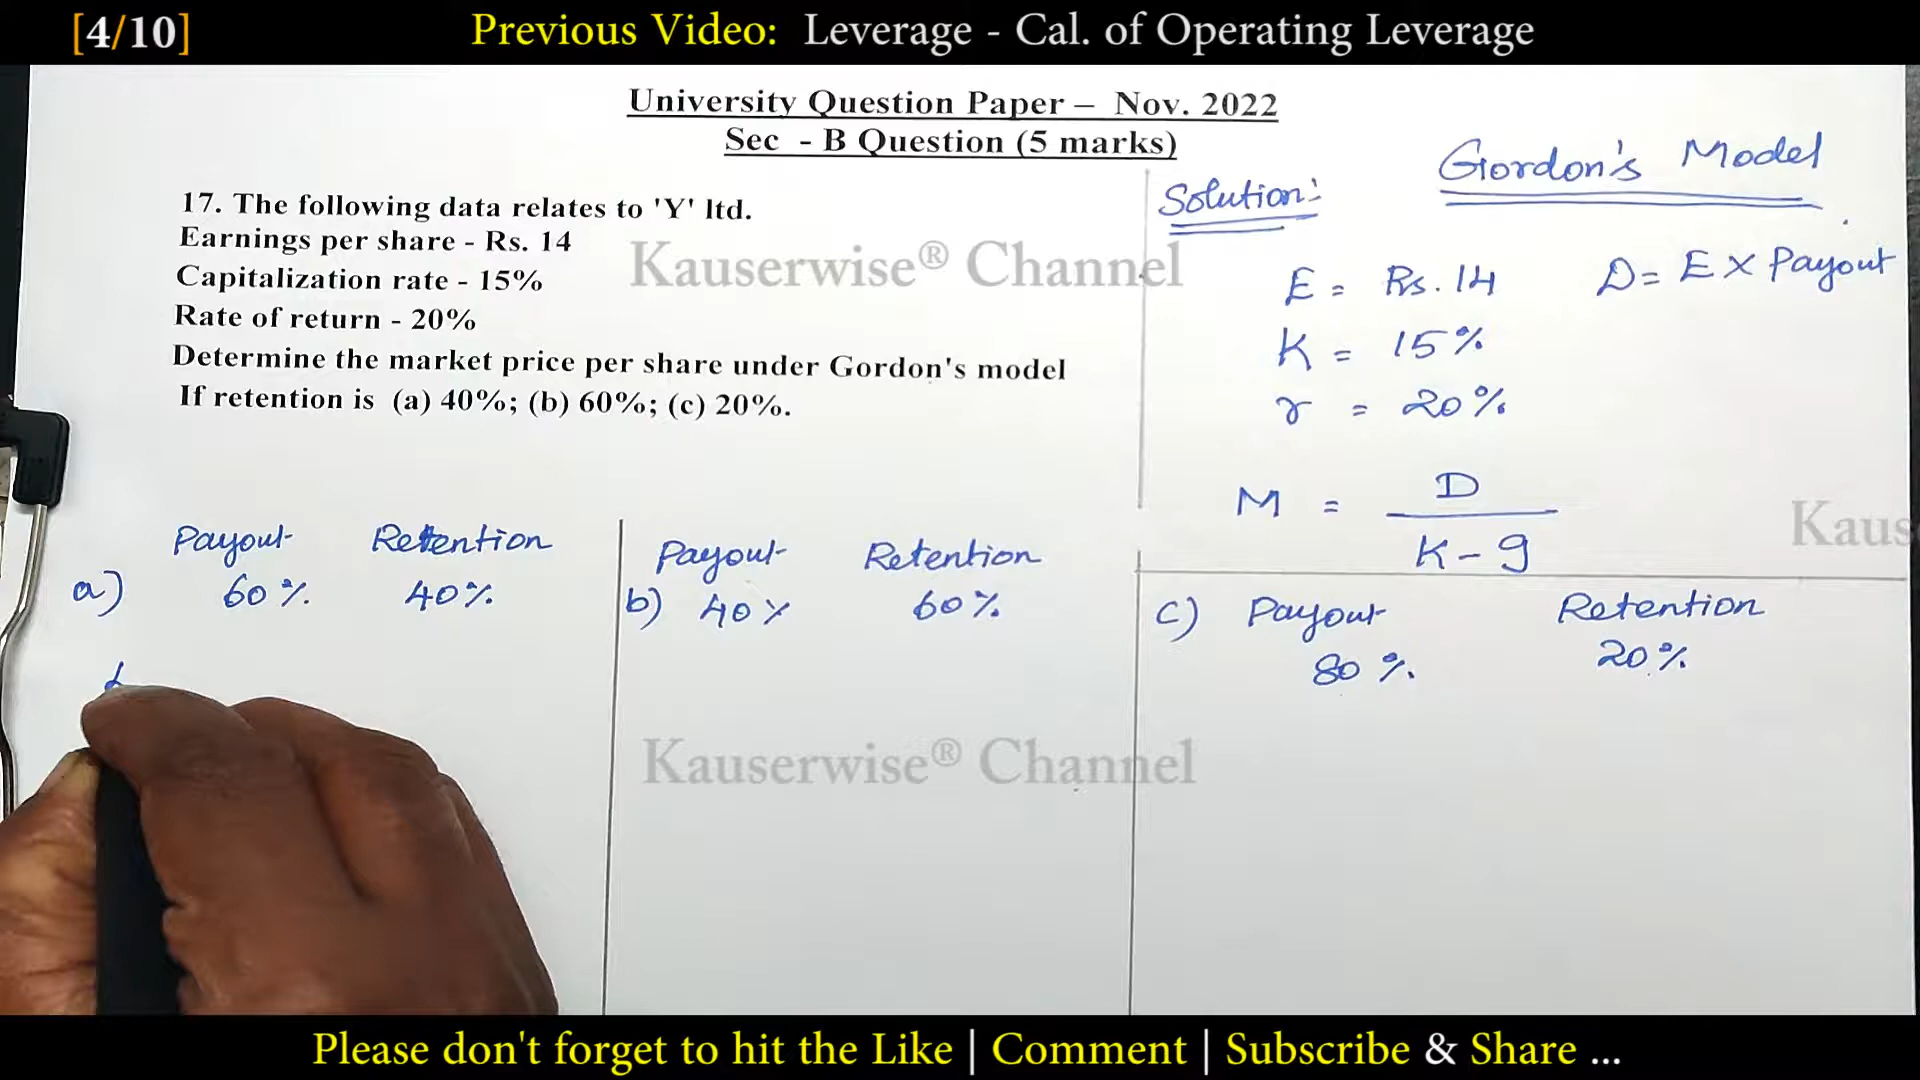 [4/10]
Previous Video: Leverage - Cal. of Operating Leverage
University Question Paper – Nov. 2022
Sec - B Question (5 marks)
17. The following data relates to 'Y' ltd.
Earnings per share - Rs. 14
Capitalization rate - 15%
Rate of return - 20%
Determine the market price per share under Gordon's model
If retention is (a) 40%; (b) 60%; (c) 20%.
Kauserwise® Channel
Solution:
Gordon's Model
E = Rs. 14
D = E × Payout
K = 15%
r = 20%
M = D
K - g
Kaus
Payout Retention
a) 60%. 40%.
Payout Retention
b) 40% 60%
c) Payout Retention
80%. 20%.
Kauserwise® Channel
Please don't forget to hit the Like | Comment | Subscribe & Share ...